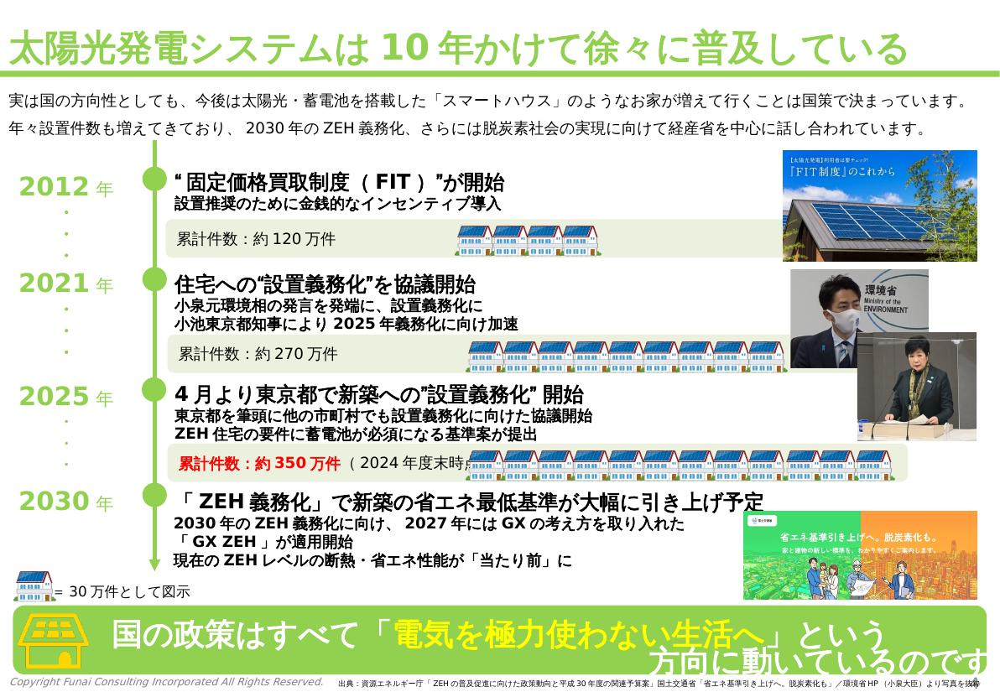 太陽光発電システムは 10 年かけて徐々に普及している
実は国の方向性としても、今後は太陽光・蓄電池を搭載した「スマートハウス」のようなお家が増えて行くことは国策で決まっています。
年々設置件数も増えてきており、 2030 年の ZEH 義務化、さらには脱炭素社会の実現に向けて経産省を中心に話し合われています。
2012 年
“ 固定価格買取制度（ FIT ）”が開始
設置推奨のために金銭的なインセンティブ導入
累計件数：約 120 万件
【太陽光発電】利用者は要チェック!
『FIT制度』のこれから
2021 年
住宅への“設置義務化”を協議開始
小泉元環境相の発言を発端に、設置義務化に
小池東京都知事により 2025 年義務化に向け加速
累計件数：約 270 万件
環境省
Ministry of the
ENVIRONMENT
2025 年
4 月より東京都で新築への”設置義務化” 開始
東京都を筆頭に他の市町村でも設置義務化に向けた協議開始
ZEH 住宅の要件に蓄電池が必須になる基準案が提出
累計件数：約 350 万件（ 2024 年度末時
2030 年
「 ZEH 義務化」で新築の省エネ最低基準が大幅に引き上げ予定
2030 年の ZEH 義務化に向け、 2027 年には GX の考え方を取り入れた
「 GX ZEH 」が適用開始
現在の ZEH レベルの断熱・省エネ性能が「当たり前」に
国土交通省
省エネ基準引き上げへ。脱炭素化も。
家と建物の新しい標準を、わかりやすくご案内します。
= 30 万件として図示
国の政策はすべて「電気を極力使わない生活へ」という
方向に動いているのです
Copyright Funai Consulting Incorporated All Rights Reserved.
出典：資源エネルギー庁「 ZEH の普及促進に向けた政策動向と平成 30 年度の関連予算案」国土交通省「省エネ基準引き上げへ。脱炭素化も」／環境省 HP （小泉大臣）より写真を抜粋